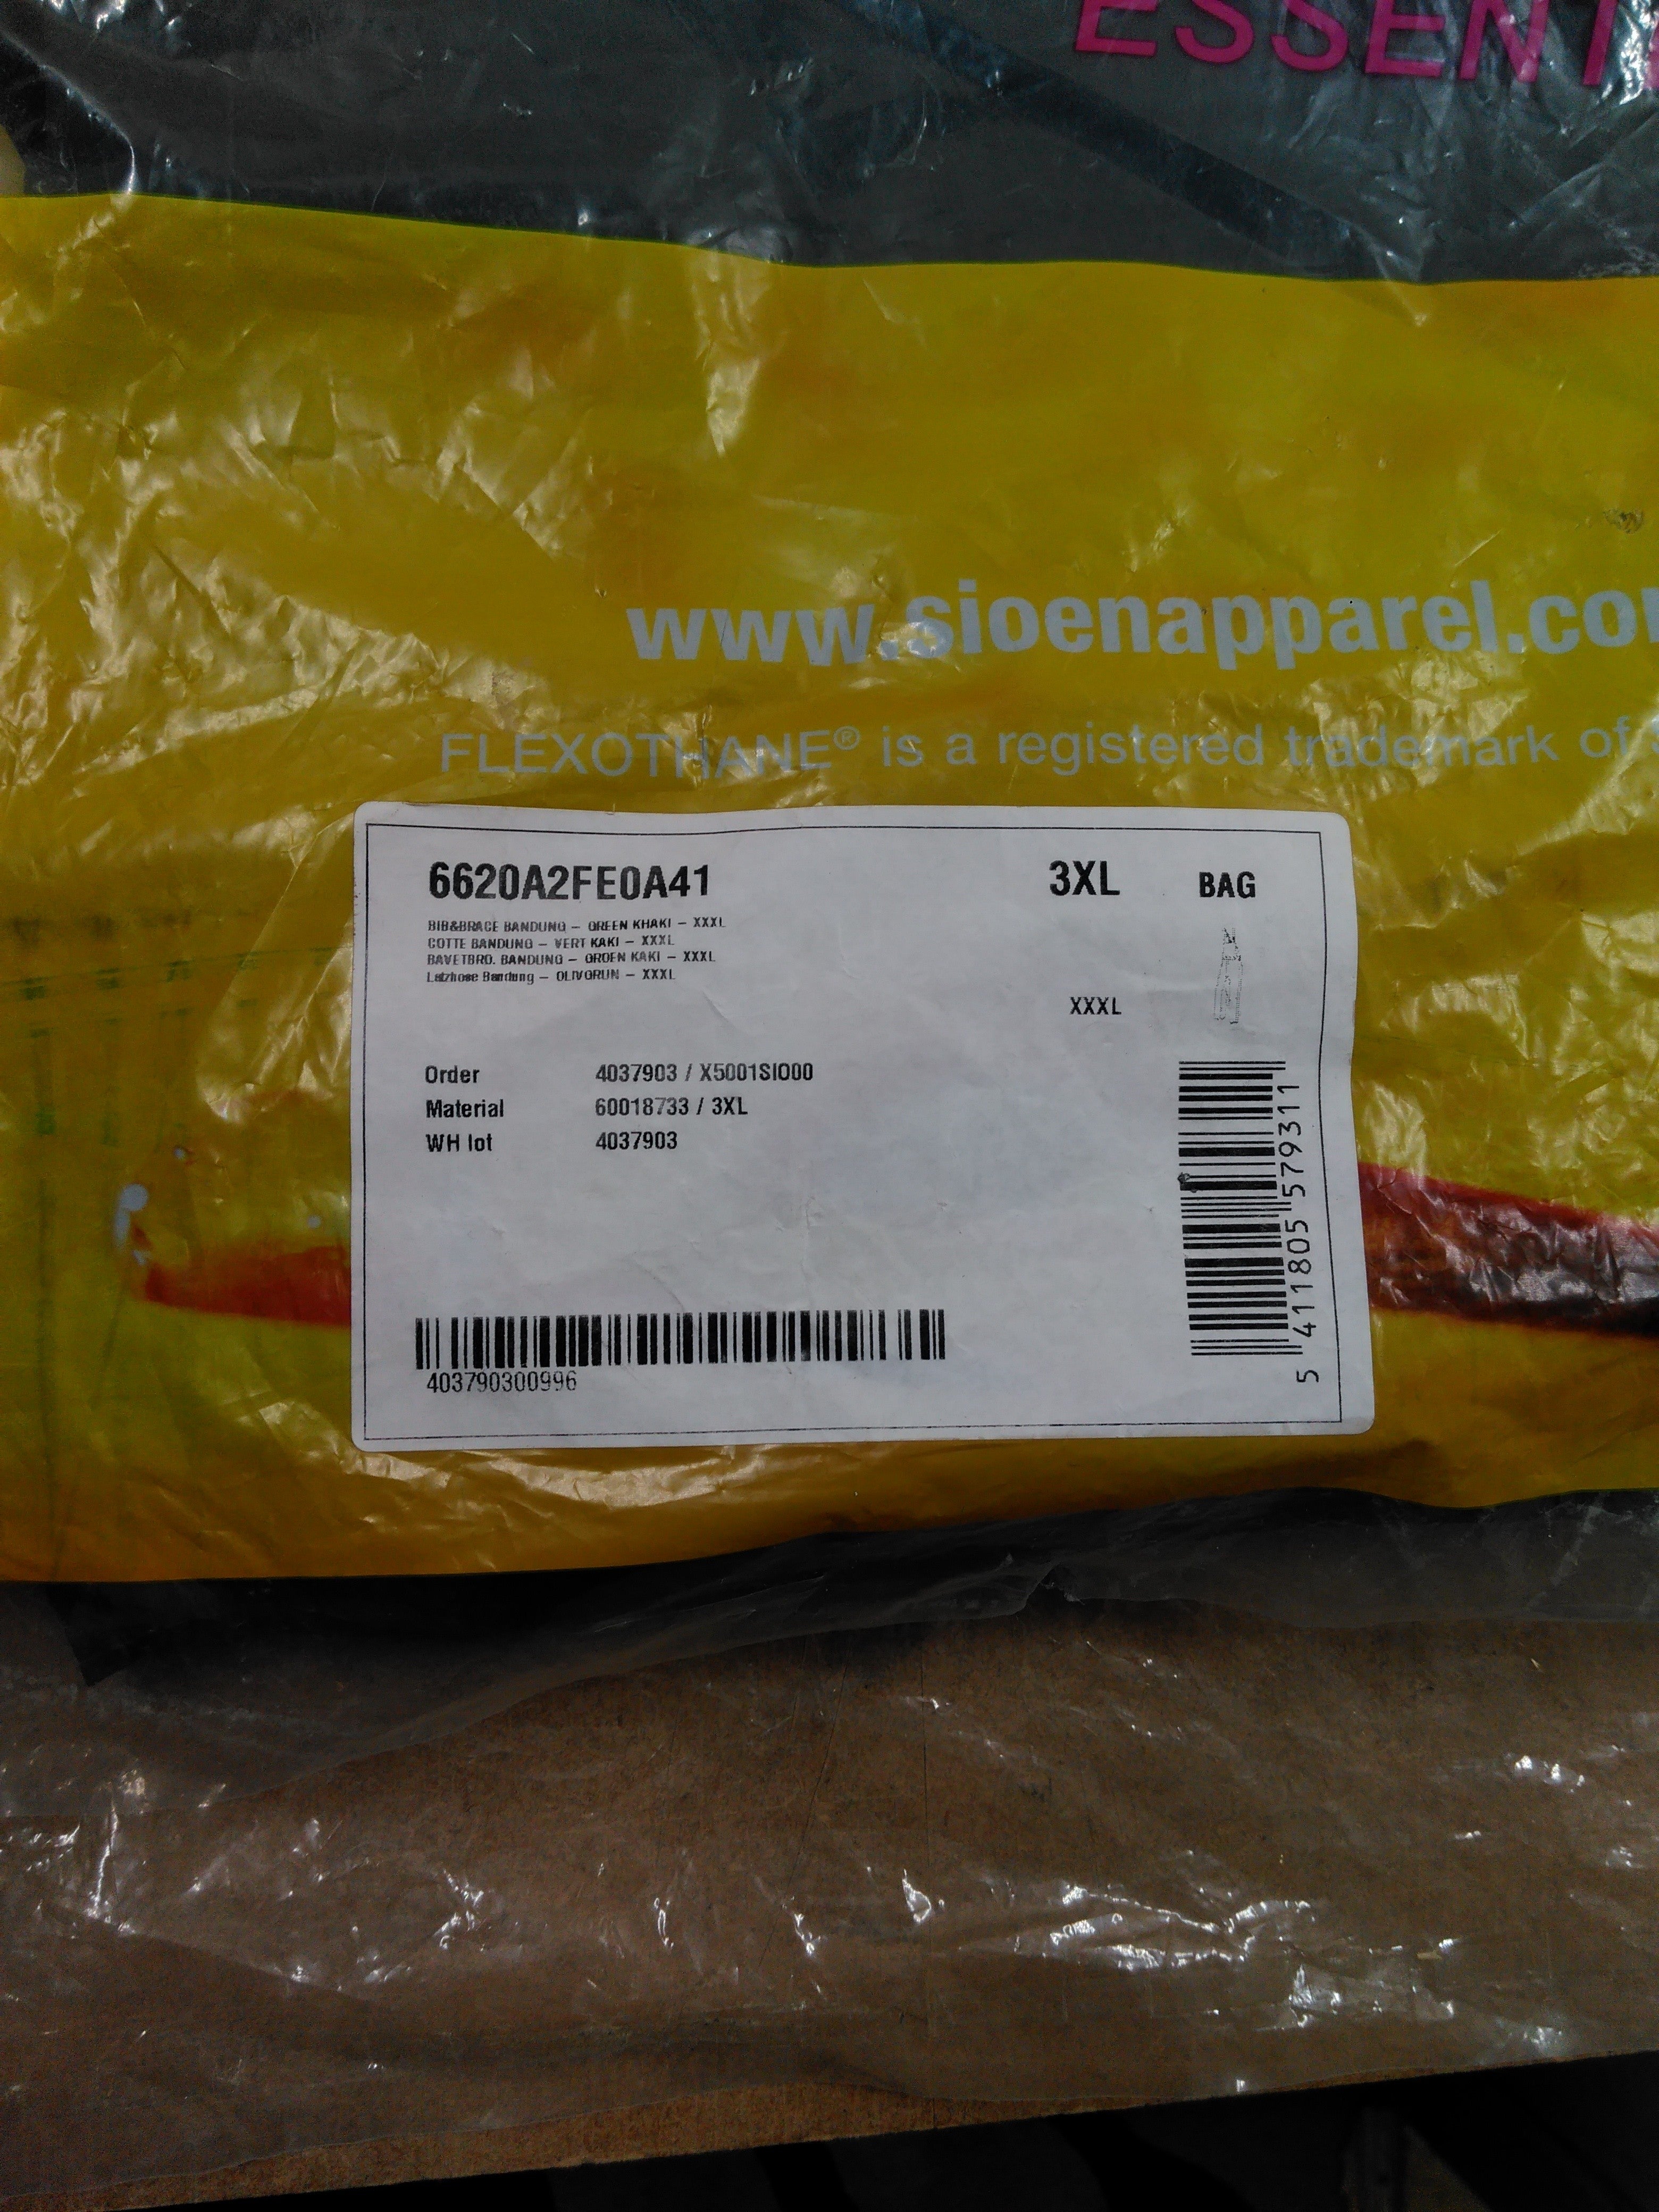 ESSENT
www.sioenapparel.co
FLEXOTHANE® is a registered trademark of S
6620A2FE0A41 3XL BAG
BIB&BRACE BANDUNG – GREEN KHAKI – XXXL
COTTE BANDUNG – VERT KAKI – XXXL
BAVETBRO. BANDUNG – GROEN KAKI – XXXL
Latzhose Bandung – OLIVGRUN – XXXL
XXXL
Order 4037903 / X5001SIO00
Material 60018733 / 3XL
WH lot 4037903
403790300996
5 411805 579311